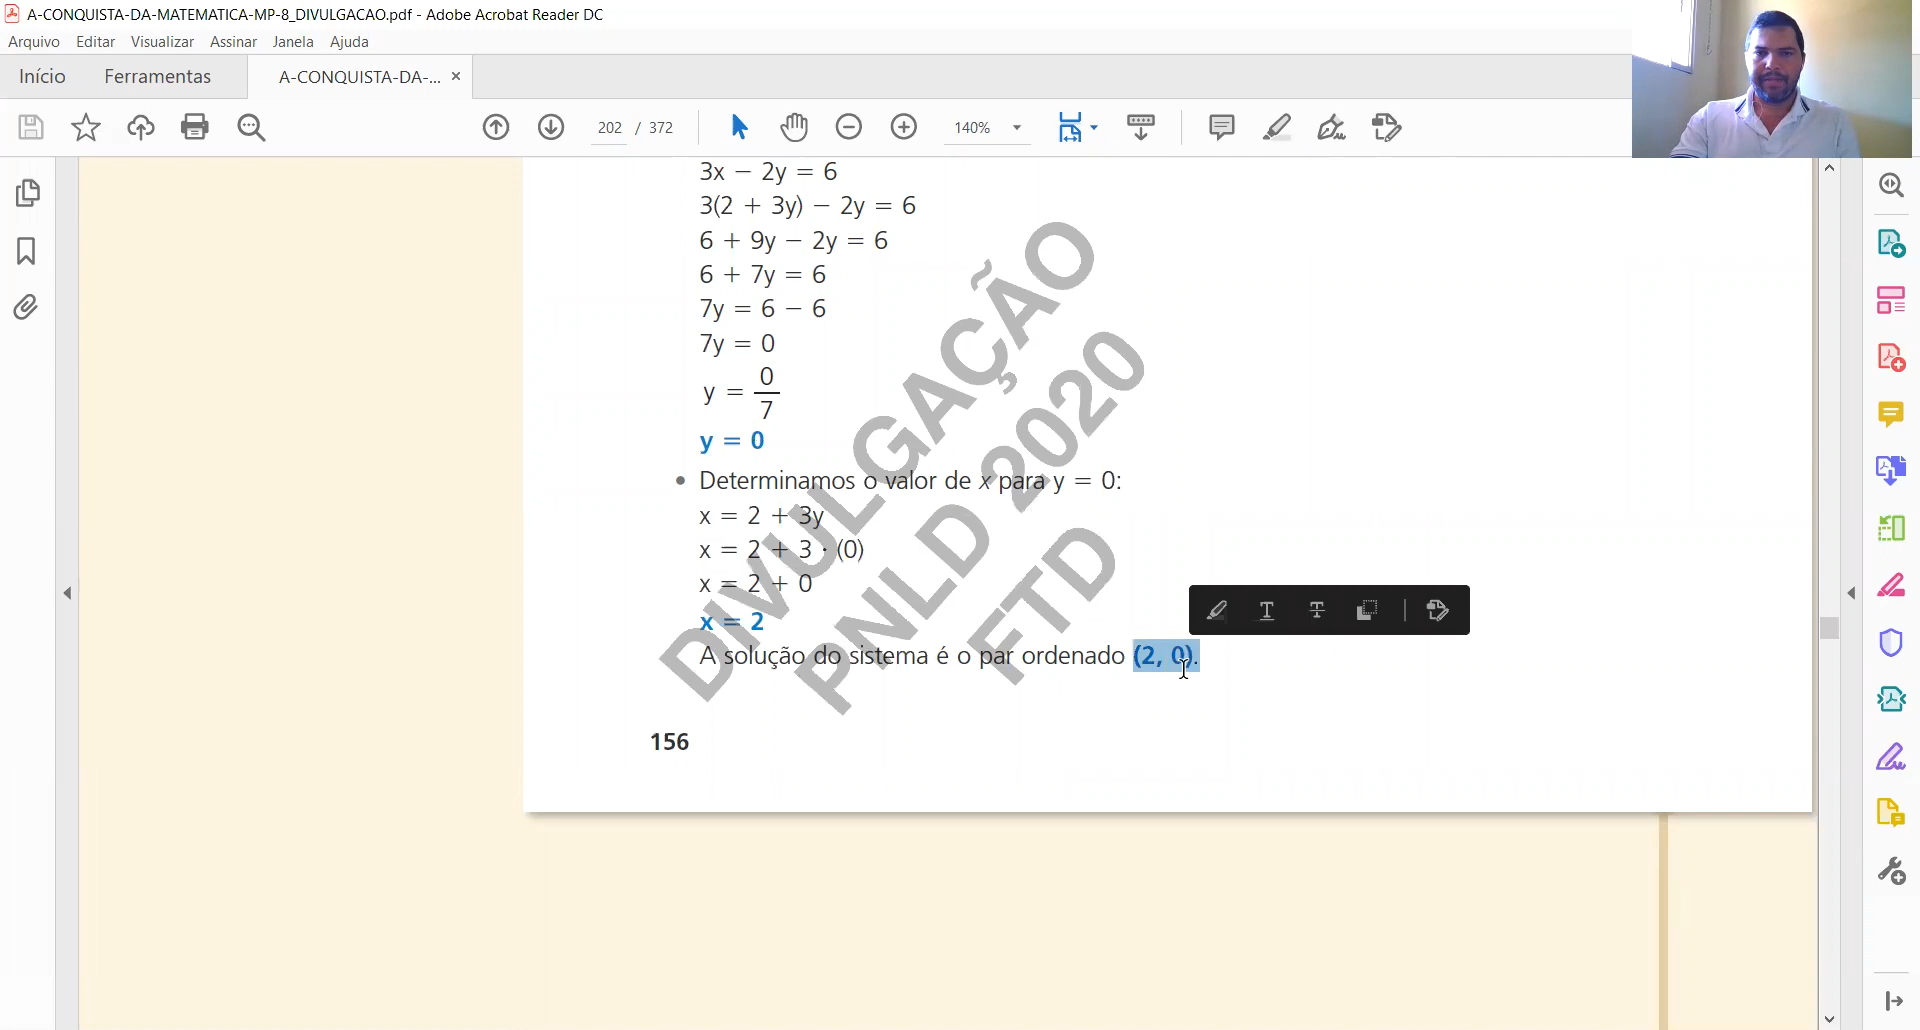 A-CONQUISTA-DA-MATEMATICA-MP-8_DIVULGACAO.pdf - Adobe Acrobat Reader DC
Arquivo Editar Visualizar Assinar Janela Ajuda
Início Ferramentas A-CONQUISTA-DA-... ×
202 / 372 140%
3x − 2y = 6
3(2 + 3y) − 2y = 6
6 + 9y − 2y = 6
6 + 7y = 6
7y = 6 − 6
7y = 0
y = 0/7
y = 0
• Determinamos o valor de x para y = 0:
x = 2 + 3y
x = 2 + 3 · (0)
x = 2 + 0
x = 2
A solução do sistema é o par ordenado (2, 0).
156
DIVULGAÇÃO
PNLD 2020
FTD